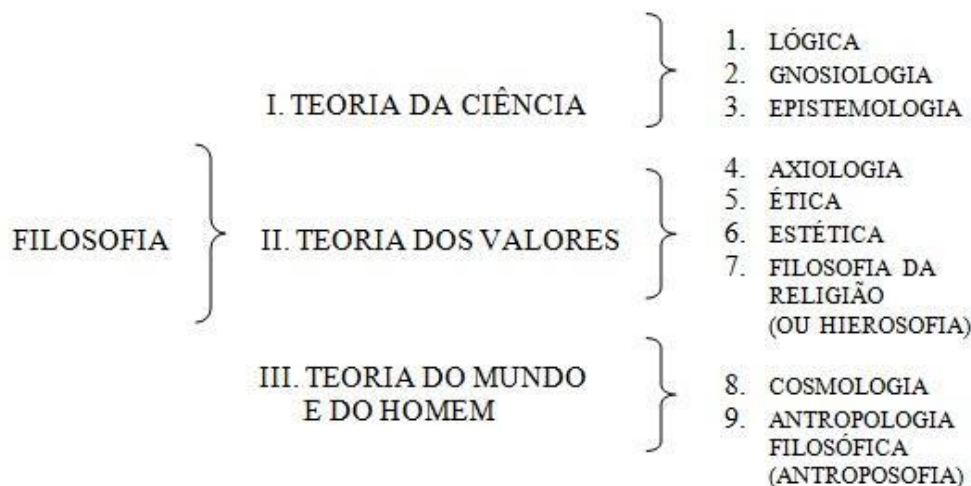 FILOSOFIA
I. TEORIA DA CIÊNCIA
1. LÓGICA
2. GNOSIOLOGIA
3. EPISTEMOLOGIA
II. TEORIA DOS VALORES
4. AXIOLOGIA
5. ÉTICA
6. ESTÉTICA
7. FILOSOFIA DA
RELIGIÃO
(OU HIEROSOFIA)
III. TEORIA DO MUNDO
E DO HOMEM
8. COSMOLOGIA
9. ANTROPOLOGIA
FILOSÓFICA
(ANTROPOSOFIA)